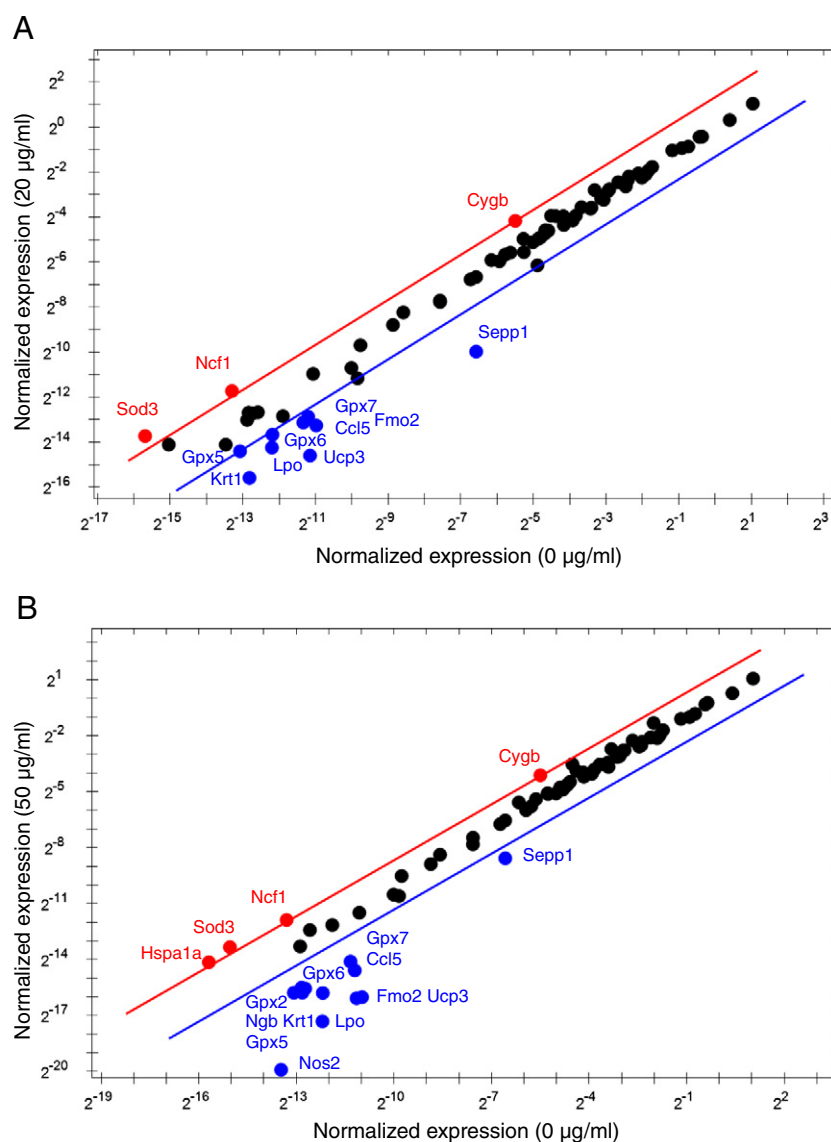 A
Normalized expression (20 µg/ml)
2^2
2^0
2^-2
2^-4
2^-6
2^-8
2^-10
2^-12
2^-14
2^-16
Cygb
Sepp1
Ncf1
Sod3
Gpx7
Fmo2
Ccl5
Gpx6
Gpx5
Lpo
Ucp3
Krt1
2^-17 2^-15 2^-13 2^-11 2^-9 2^-7 2^-5 2^-3 2^-1 2^1 2^3
Normalized expression (0 µg/ml)
B
Normalized expression (50 µg/ml)
2^1
2^-2
2^-5
2^-8
2^-11
2^-14
2^-17
2^-20
Cygb
Sepp1
Ncf1
Sod3
Gpx7
Hspa1a
Ccl5
Gpx6
Gpx2
Fmo2 Ucp3
Ngb Krt1
Lpo
Gpx5
Nos2
2^-19 2^-16 2^-13 2^-10 2^-7 2^-4 2^-1 2^2
Normalized expression (0 µg/ml)